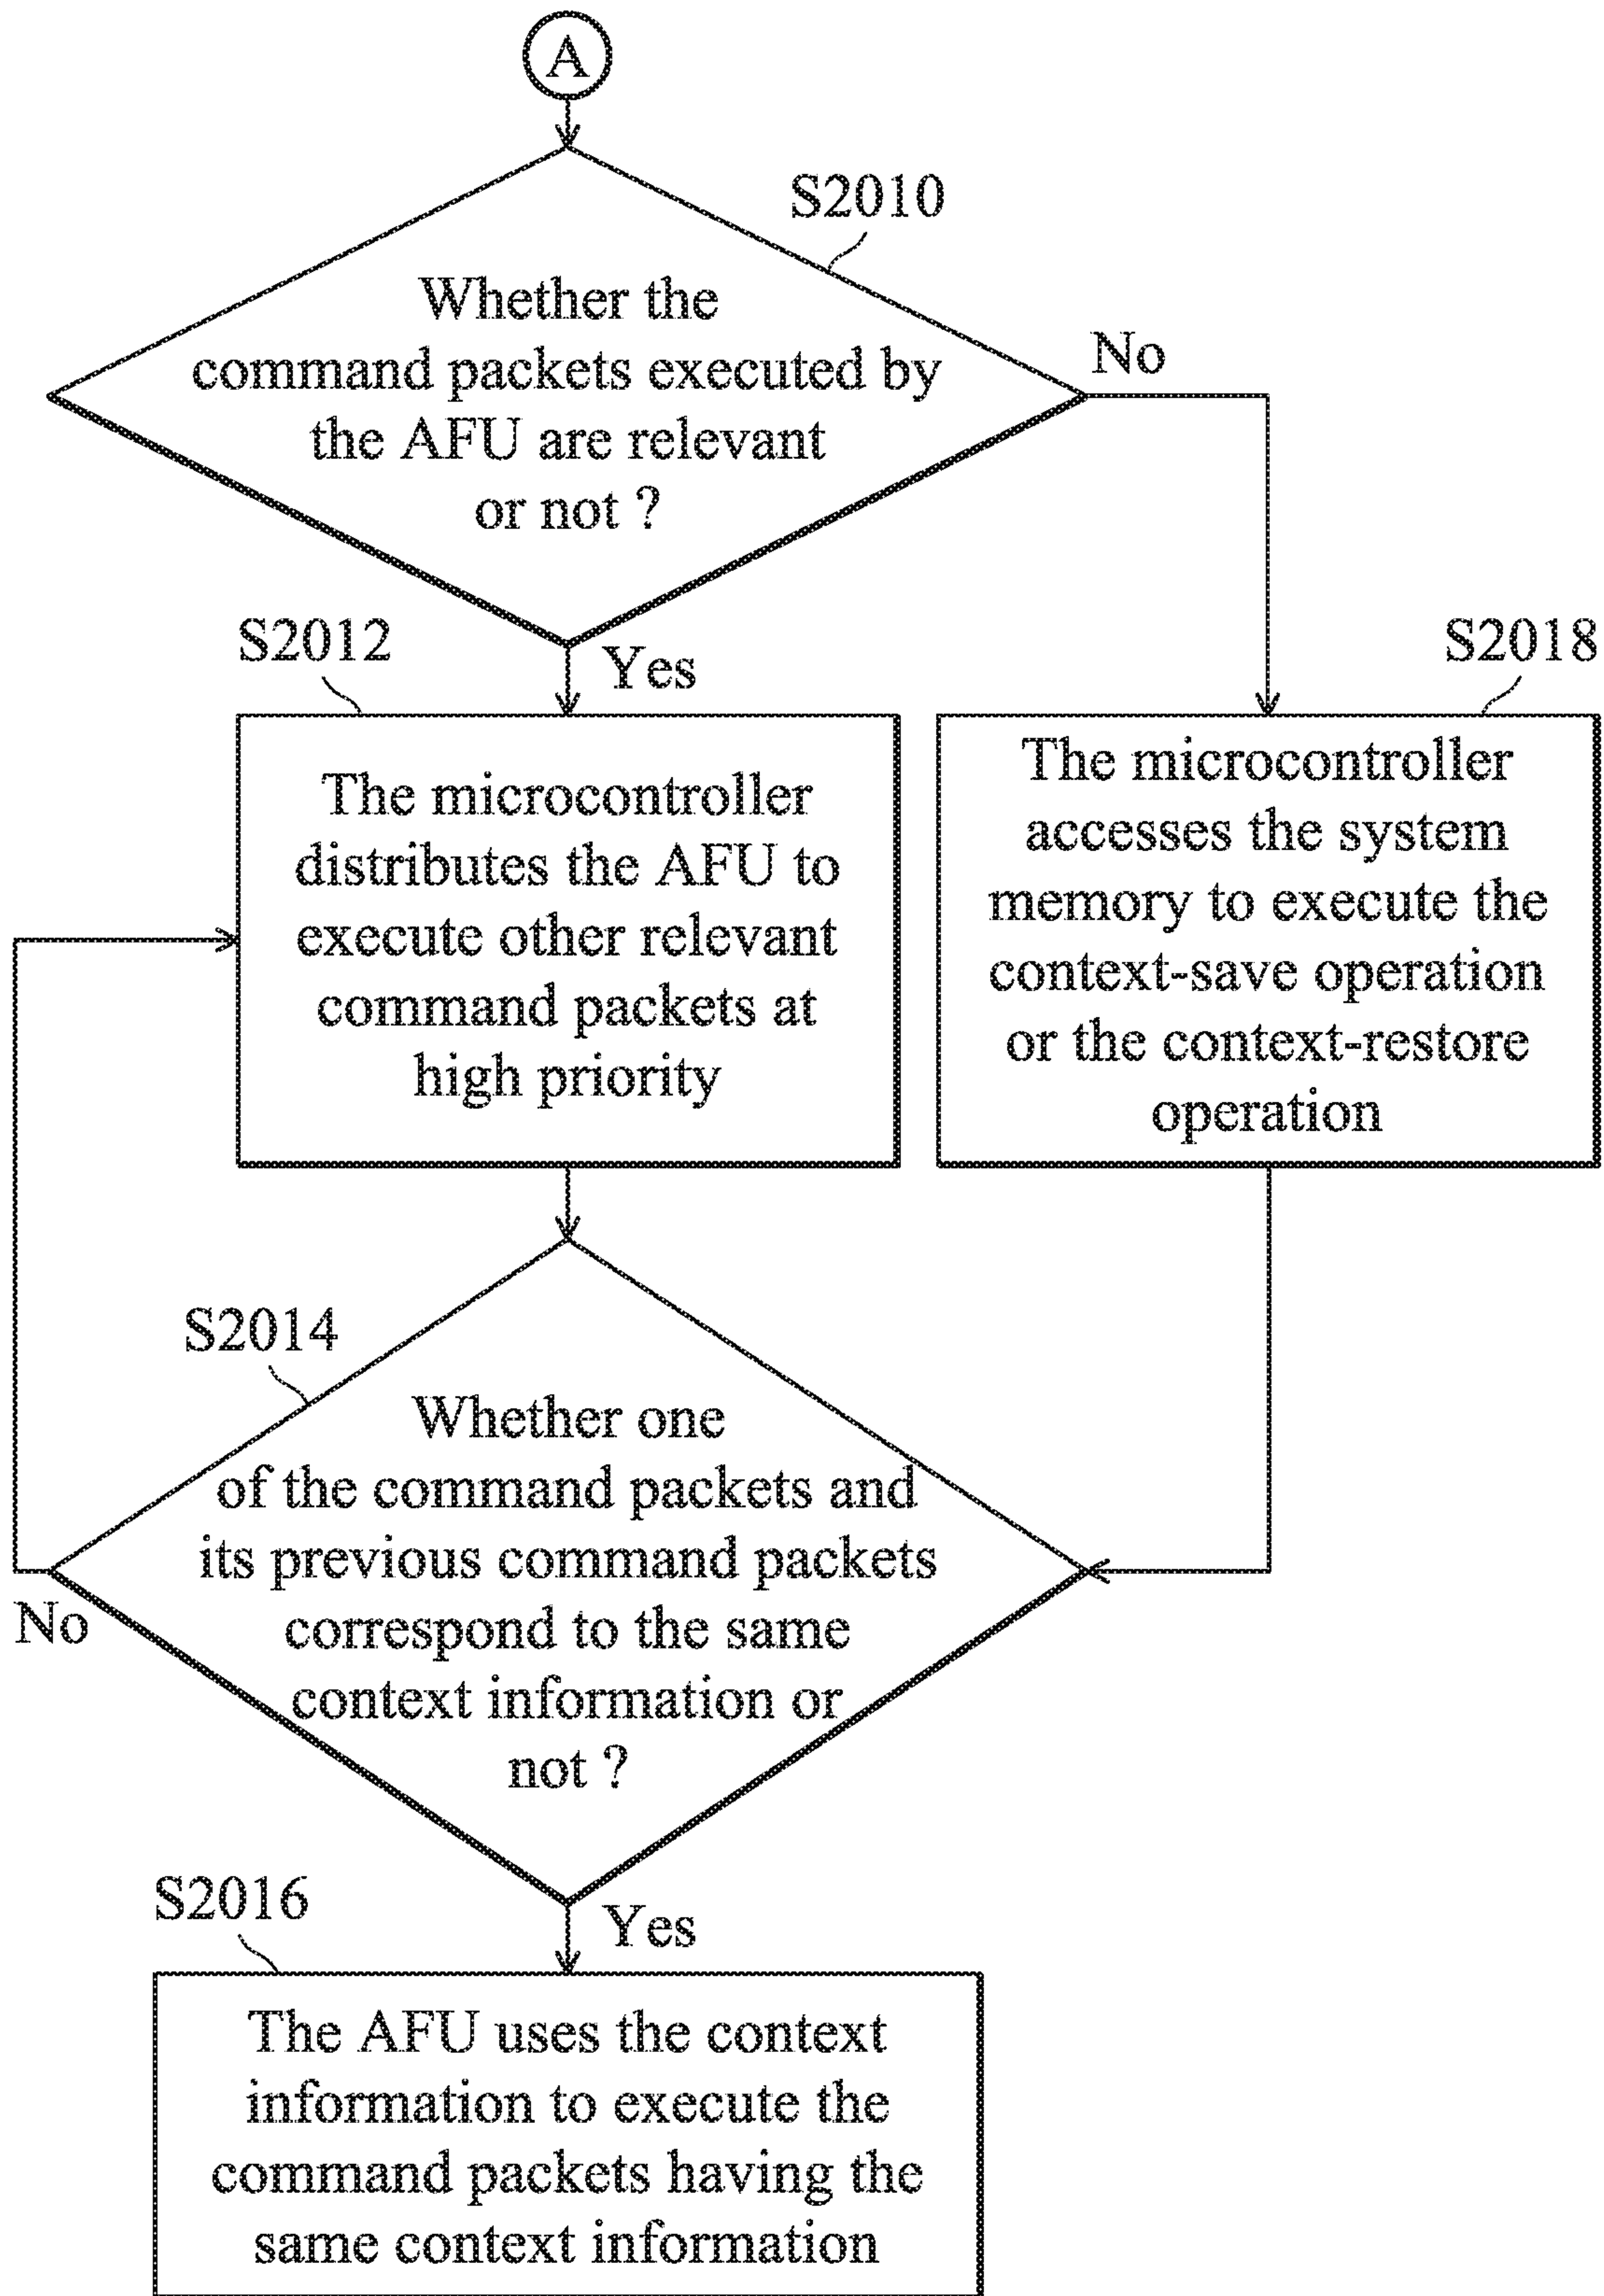 A
S2010
Whether the
command packets executed by
the AFU are relevant
or not ?
No
Yes
S2012
The microcontroller
distributes the AFU to
execute other relevant
command packets at
high priority
S2018
The microcontroller
accesses the system
memory to execute the
context-save operation
or the context-restore
operation
S2014
Whether one
of the command packets and
its previous command packets
correspond to the same
context information or
not ?
No
Yes
S2016
The AFU uses the context
information to execute the
command packets having the
same context information